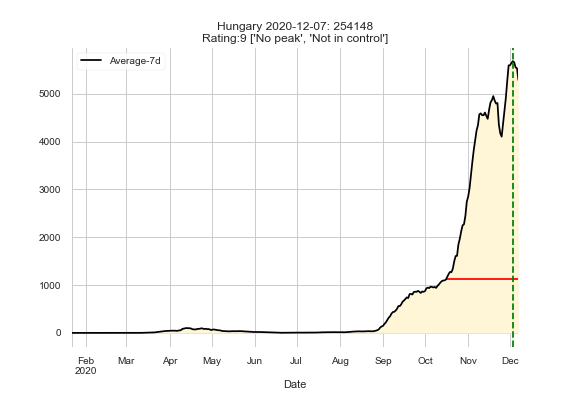 Hungary 2020-12-07: 254148
Rating:9 ['No peak', 'Not in control']
Average-7d
5000
4000
3000
2000
1000
0
Feb Mar Apr May Jun Jul Aug Sep Oct Nov Dec
2020
Date